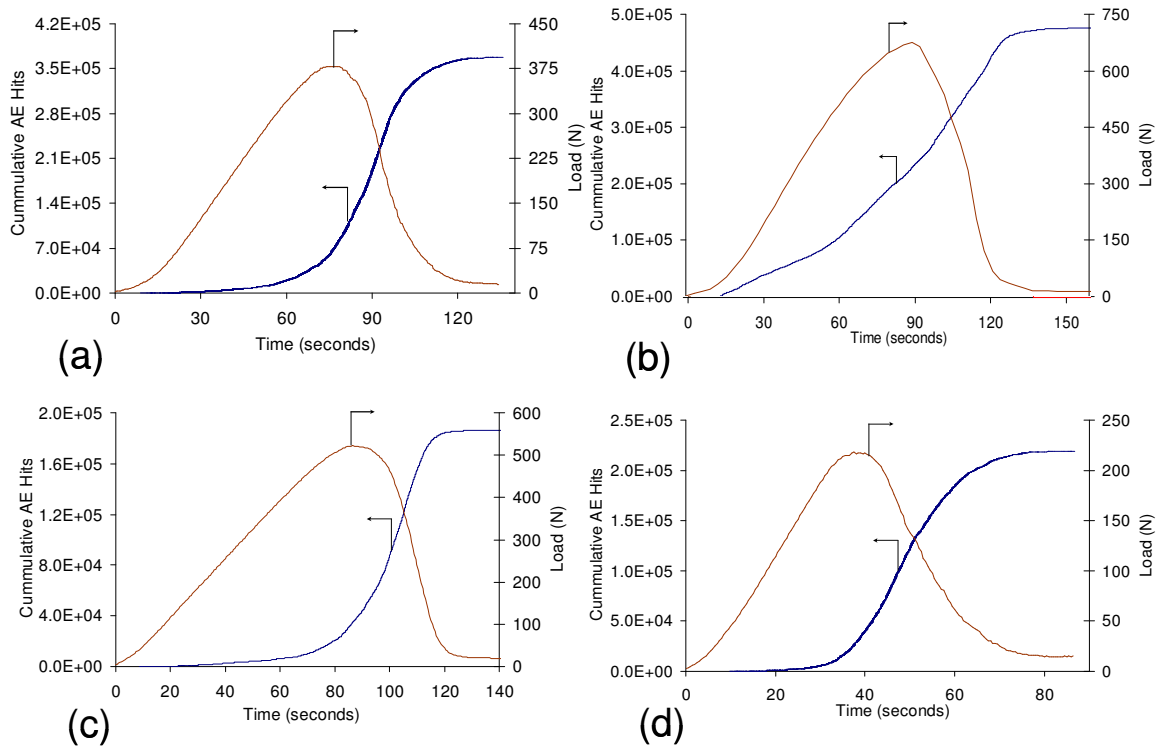 4.2E+05
3.5E+05
2.8E+05
2.1E+05
1.4E+05
7.0E+04
0.0E+00
Cummulative AE Hits
450
375
300
225
150
75
0
Load (N)
0 30 60 90 120
Time (seconds)
(a)
5.0E+05
4.0E+05
3.0E+05
2.0E+05
1.0E+05
0.0E+00
Cummulative AE Hits
750
600
450
300
150
0
Load (N)
0 30 60 90 120 150
Time (seconds)
(b)
2.0E+05
1.6E+05
1.2E+05
8.0E+04
4.0E+04
0.0E+00
Cummulative AE Hits
600
500
400
300
200
100
0
Load (N)
0 20 40 60 80 100 120 140
Time (seconds)
(c)
2.5E+05
2.0E+05
1.5E+05
1.0E+05
5.0E+04
0.0E+00
Cummulative AE Hits
250
200
150
100
50
0
Load (N)
0 20 40 60 80
Time (seconds)
(d)